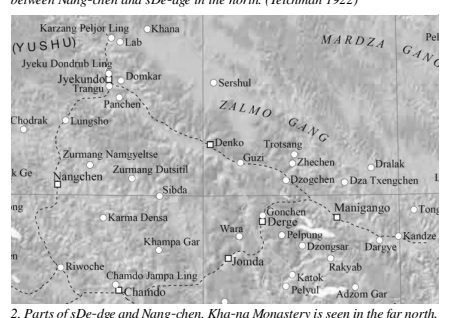 between Nang-chen and sDe-dge in the north. (Teichman 1922)
Karzang Peljor Ling
Khana
Lab
(YUSHU)
MARDZA GANG
Pel
Jyeku Dondrub Ling
Jyekundo
Domkar
Trangu
Sershul
Panchen
ZALMO GANG
Chodrak
Lungsho
Denko
Trotsang
Guzi
Zhechen
Dralak
Zurmang Namgyeltse
k Ge
Zurmang Dutsitil
Nangchen
Dzogchen
Dza Txengchen
L
Sibda
ong
Gonchen
Manigango
Tong
Karma Densa
Derge
Wara
Pelpung
Kandze
Khampa Gar
Dzongsar
Dargye
en
Jomda
Rakyab
Riwoche
Chamdo Jampa Ling
Katok
Chamdo
Pelyul
Adzom Gar
2. Parts of sDe-dge and Nang-chen. Kha-na Monastery is seen in the far north.